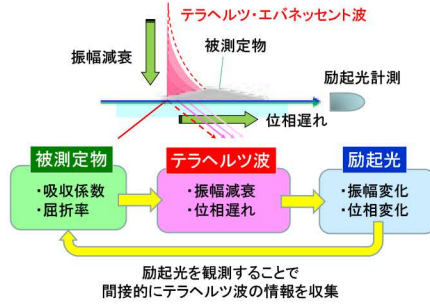 テラヘルツ・エバネッセント波
被測定物
振幅減衰
励起光計測
位相遅れ
被測定物
・吸収係数
・屈折率
テラヘルツ波
・振幅減衰
・位相遅れ
励起光
・振幅変化
・位相変化
励起光を観測することで
間接的にテラヘルツ波の情報を収集